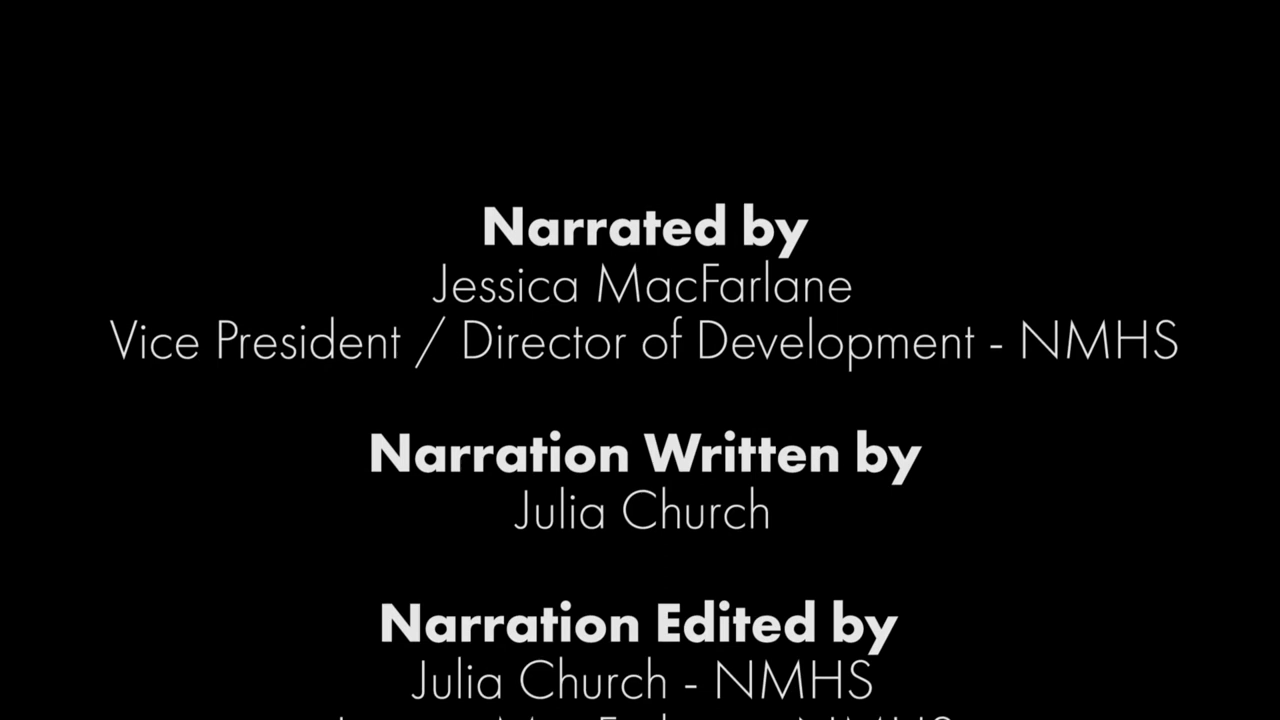 Narrated by
Jessica MacFarlane
Vice President / Director of Development - NMHS
Narration Written by
Julia Church
Narration Edited by
Julia Church - NMHS